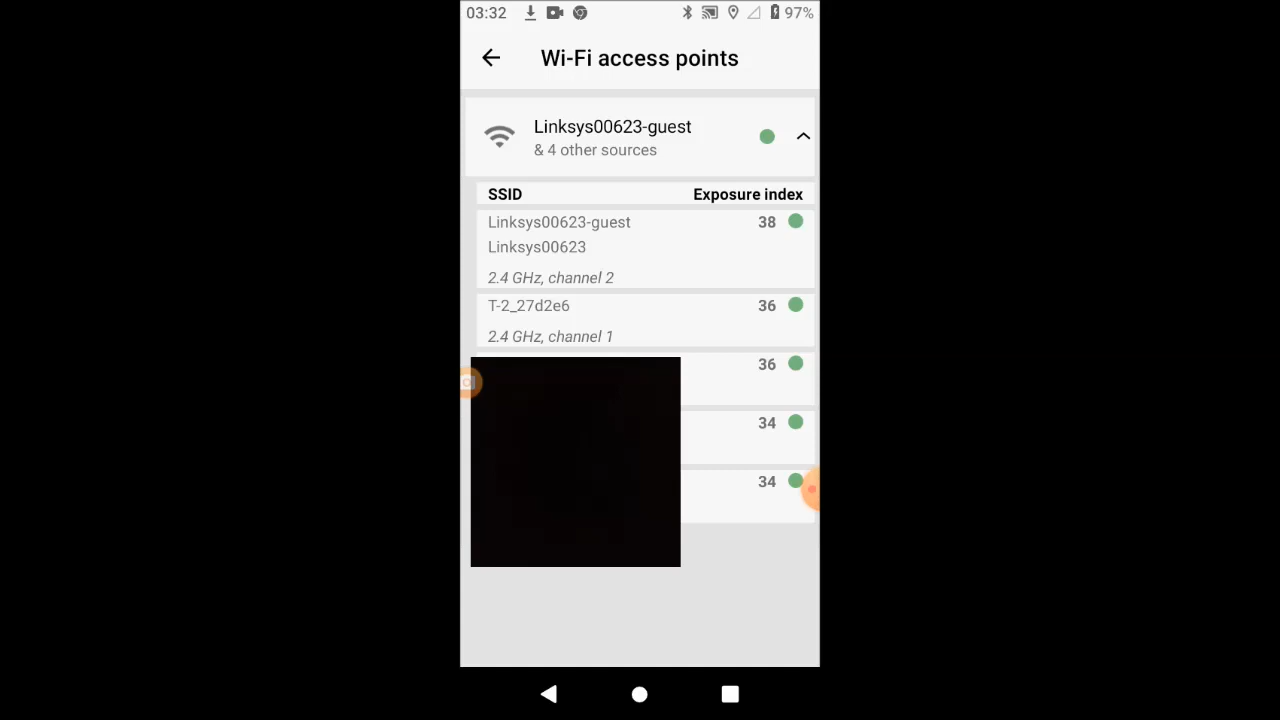 03:32 97%
Wi-Fi access points
Linksys00623-guest
& 4 other sources
SSID Exposure index
Linksys00623-guest 38
Linksys00623
2.4 GHz, channel 2
T-2_27d2e6 36
2.4 GHz, channel 1
36
34
34